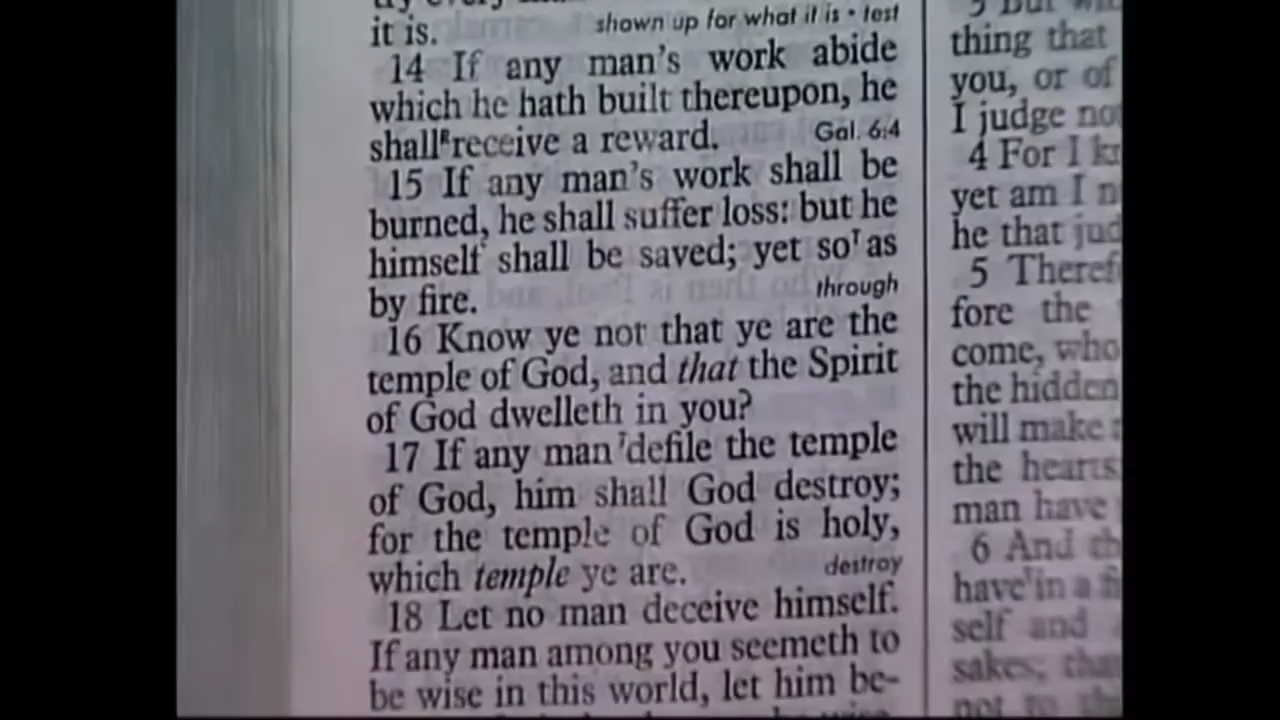 it is. shown up for what it is • test
14 If any man's work abide
which he hath built thereupon, he
shall ᴿreceive a reward. Gal. 6:4
15 If any man's work shall be
burned, he shall suffer loss: but he
himself shall be saved; yet so ᵀas
by fire. through
16 Know ye not that ye are the
temple of God, and that the Spirit
of God dwelleth in you?
17 If any man ᵀdefile the temple
of God, him shall God destroy;
for the temple of God is holy,
which temple ye are. destroy
18 Let no man deceive himself.
If any man among you seemeth to
be wise in this world, let him be-
thing that
you, or of
I judge
4 For I
yet am I
he that
5
fore the
come,
the hidden
will make
the hearts
man have
6 And
have ᵀin a
self and
sakes;